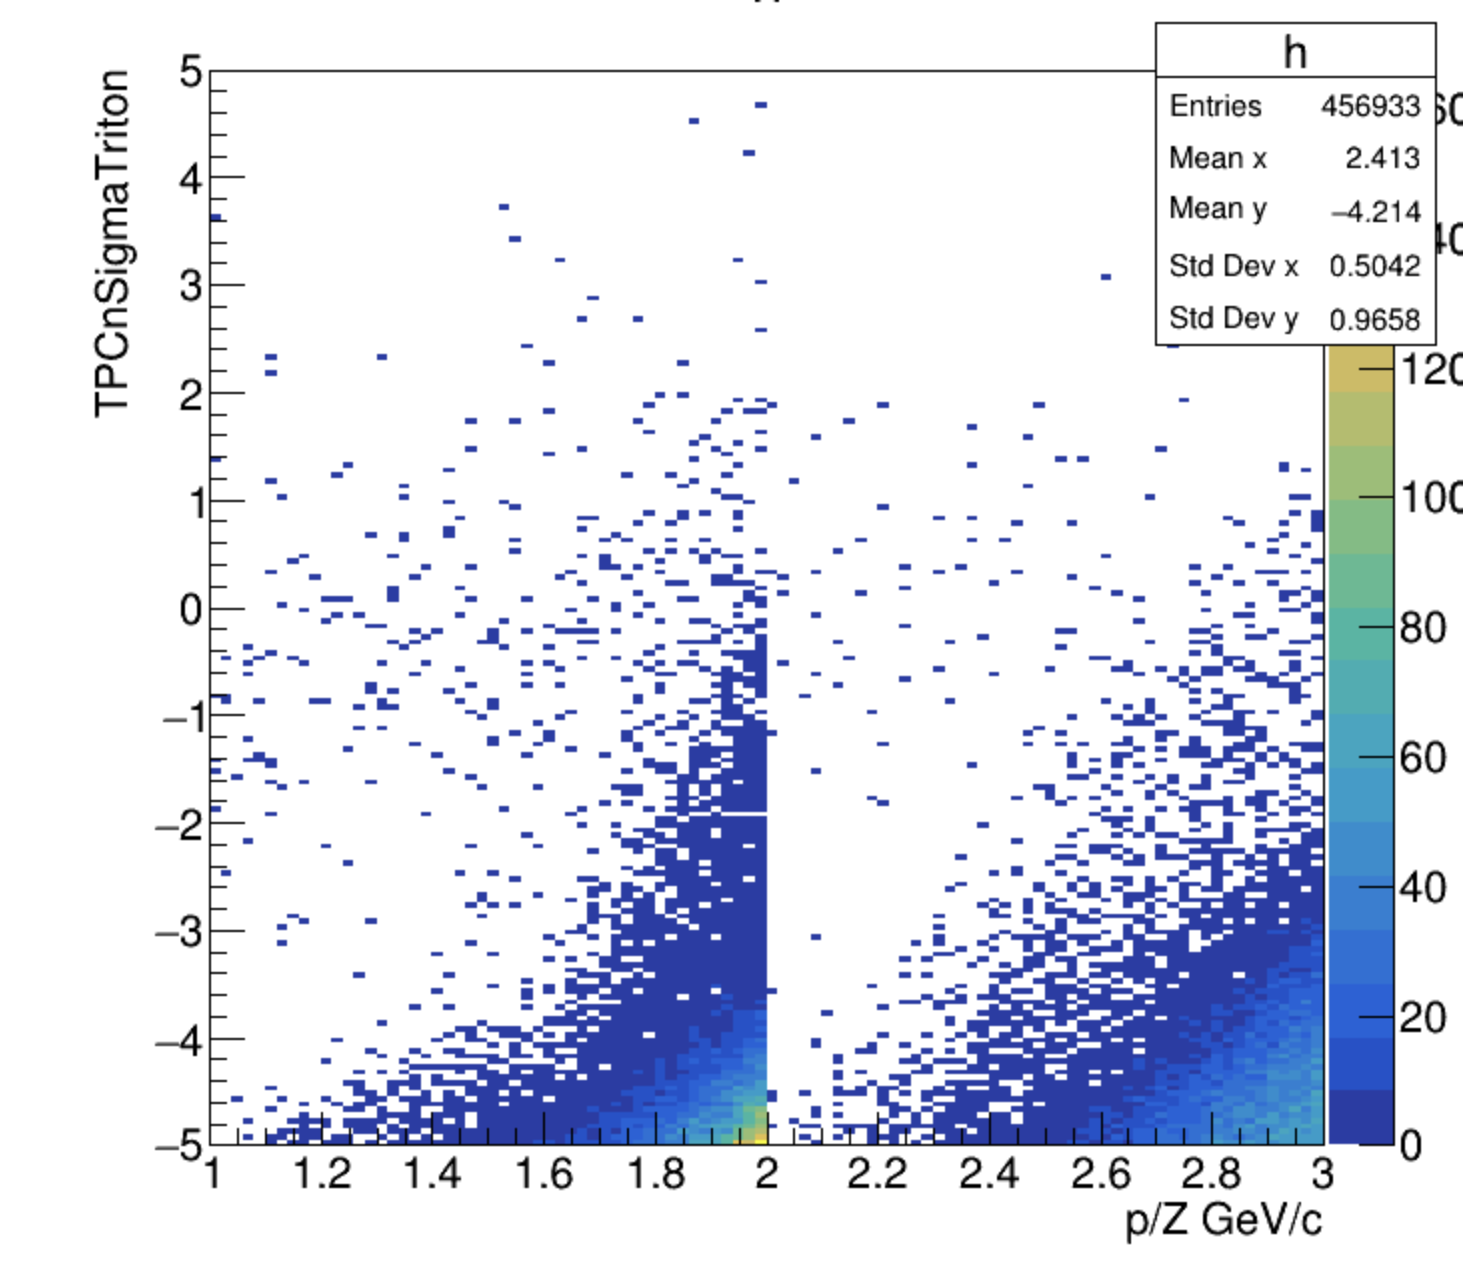 h
Entries 456933
Mean x 2.413
Mean y −4.214
Std Dev x 0.5042
Std Dev y 0.9658
TPCnSigmaTriton
5
4
3
2
1
0
−1
−2
−3
−4
−5
1 1.2 1.4 1.6 1.8 2 2.2 2.4 2.6 2.8 3
p/Z GeV/c
120
100
80
60
40
20
0